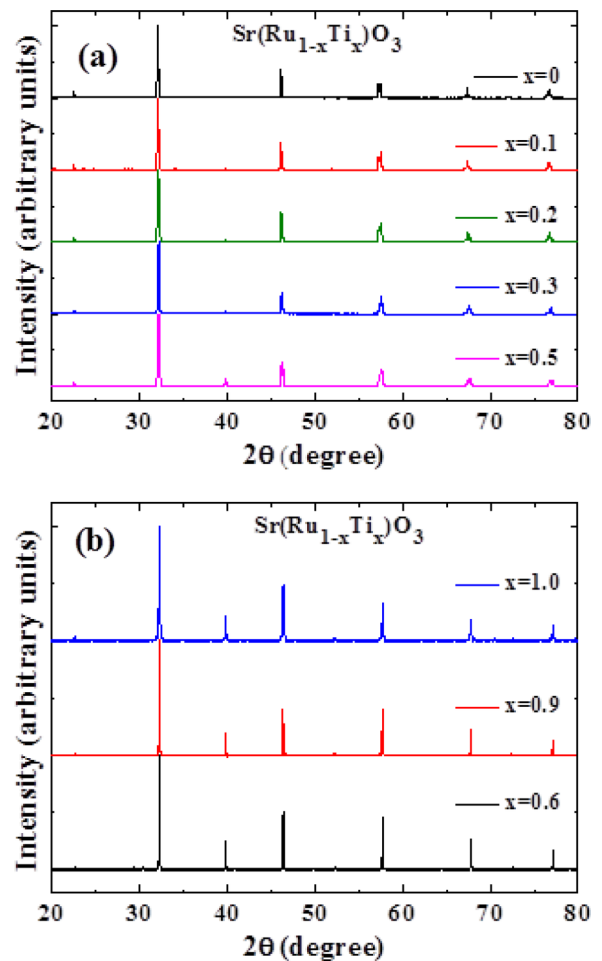 (a)
Sr(Ru1-xTix)O3
x=0
x=0.1
x=0.2
x=0.3
x=0.5
Intensity (arbitrary units)
20 30 40 50 60 70 80
2θ (degree)
(b)
Sr(Ru1-xTix)O3
x=1.0
x=0.9
x=0.6
Intensity (arbitrary units)
20 30 40 50 60 70 80
2θ (degree)